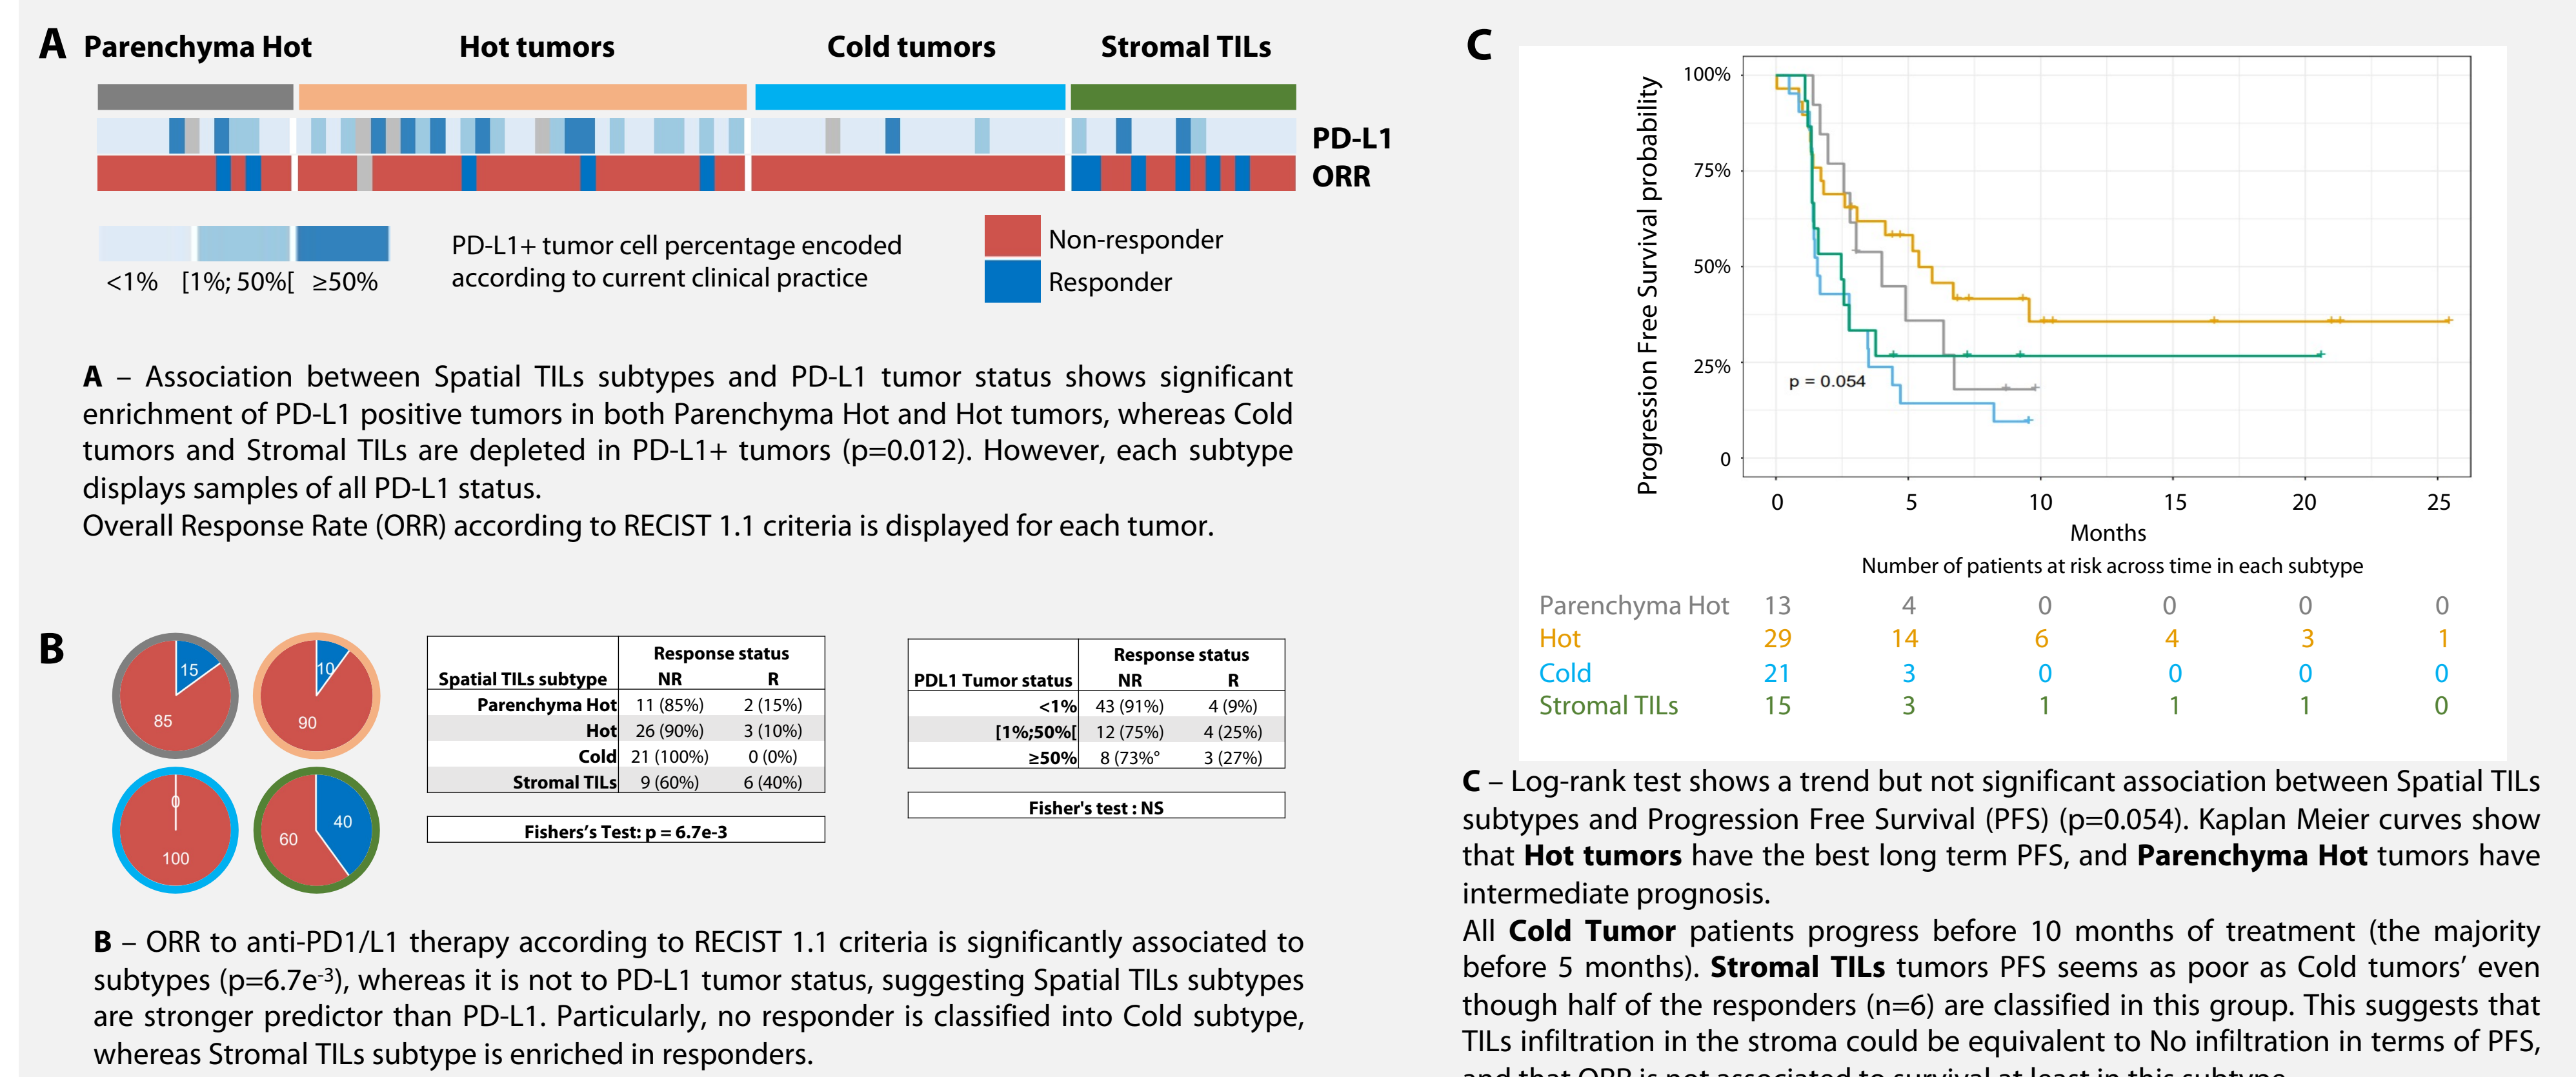 A
Parenchyma Hot Hot tumors Cold tumors Stromal TILs
PD-L1
ORR
<1% [1%; 50%[ ≥50%
PD-L1+ tumor cell percentage encoded
according to current clinical practice
Non-responder
Responder
A – Association between Spatial TILs subtypes and PD-L1 tumor status shows significant
enrichment of PD-L1 positive tumors in both Parenchyma Hot and Hot tumors, whereas Cold
tumors and Stromal TILs are depleted in PD-L1+ tumors (p=0.012). However, each subtype
displays samples of all PD-L1 status.
Overall Response Rate (ORR) according to RECIST 1.1 criteria is displayed for each tumor.
B
15
85
10
90
0
100
40
60
Response status
Spatial TILs subtype NR R
Parenchyma Hot 11 (85%) 2 (15%)
Hot 26 (90%) 3 (10%)
Cold 21 (100%) 0 (0%)
Stromal TILs 9 (60%) 6 (40%)
Fishers’s Test: p = 6.7e-3
Response status
PDL1 Tumor status NR R
<1% 43 (91%) 4 (9%)
[1%;50%[ 12 (75%) 4 (25%)
≥50% 8 (73%° 3 (27%)
Fisher's test : NS
B – ORR to anti-PD1/L1 therapy according to RECIST 1.1 criteria is significantly associated to
subtypes (p=6.7e-3), whereas it is not to PD-L1 tumor status, suggesting Spatial TILs subtypes
are stronger predictor than PD-L1. Particularly, no responder is classified into Cold subtype,
whereas Stromal TILs subtype is enriched in responders.
C
Progression Free Survival probability
100%
75%
50%
25%
0
p = 0.054
0 5 10 15 20 25
Months
Number of patients at risk across time in each subtype
Parenchyma Hot 13 4 0 0 0 0
Hot 29 14 6 4 3 1
Cold 21 3 0 0 0 0
Stromal TILs 15 3 1 1 1 0
C – Log-rank test shows a trend but not significant association between Spatial TILs
subtypes and Progression Free Survival (PFS) (p=0.054). Kaplan Meier curves show
that Hot tumors have the best long term PFS, and Parenchyma Hot tumors have
intermediate prognosis.
All Cold Tumor patients progress before 10 months of treatment (the majority
before 5 months). Stromal TILs tumors PFS seems as poor as Cold tumors’ even
though half of the responders (n=6) are classified in this group. This suggests that
TILs infiltration in the stroma could be equivalent to No infiltration in terms of PFS,
and that ORR is not associated to survival at least in this subtype